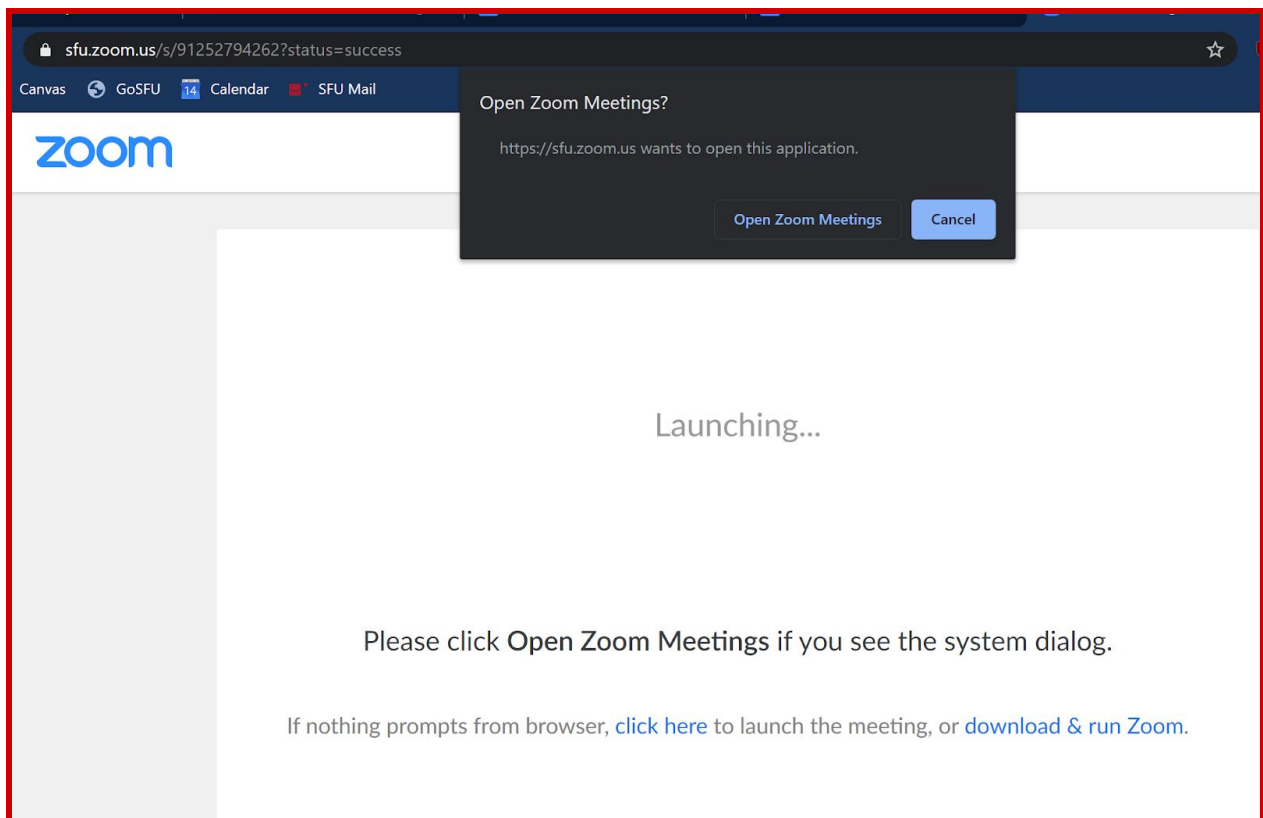 sfu.zoom.us/s/91252794262?status=success
Canvas GoSFU 14 Calendar SFU Mail
Open Zoom Meetings?
https://sfu.zoom.us wants to open this application.
Open Zoom Meetings Cancel
zoom
Launching...
Please click Open Zoom Meetings if you see the system dialog.
If nothing prompts from browser, click here to launch the meeting, or download & run Zoom.